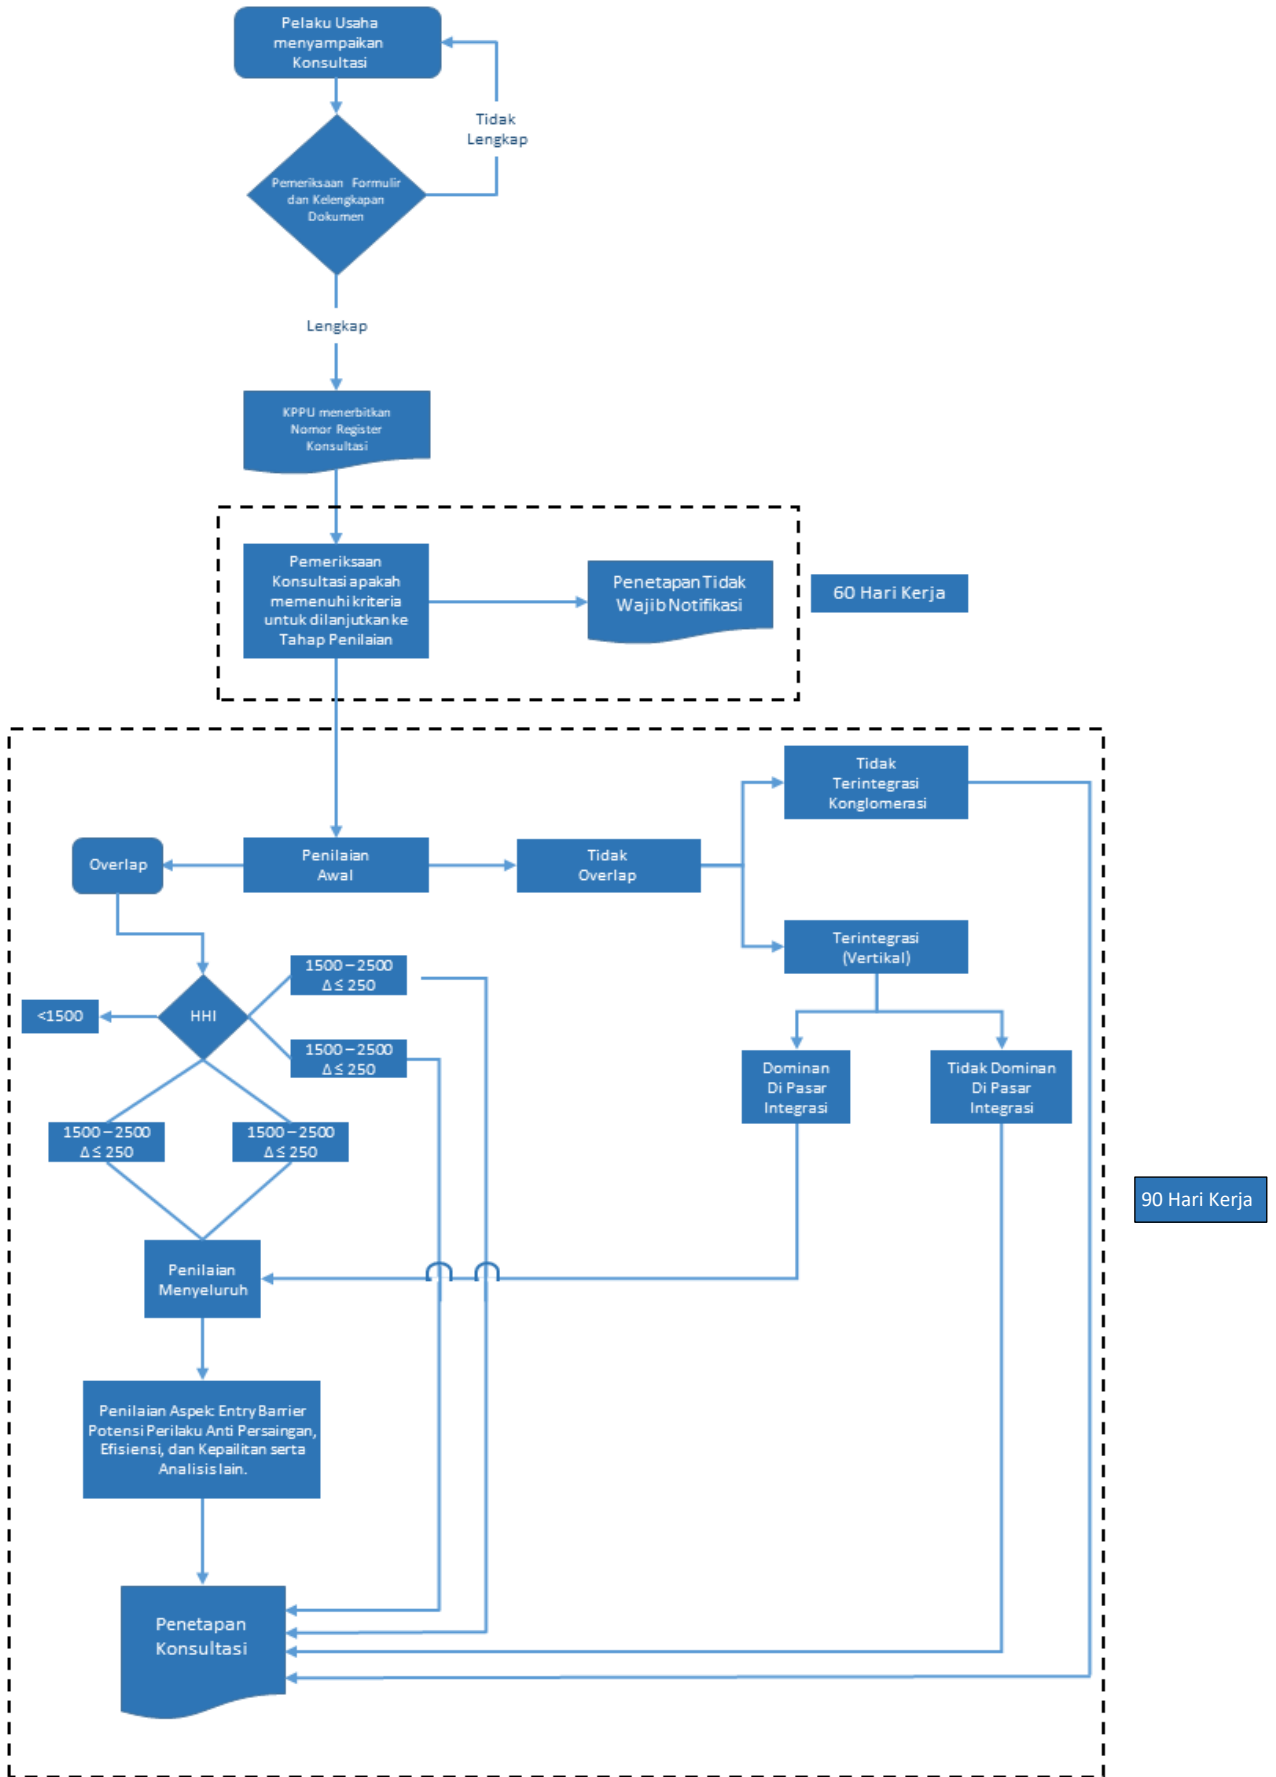 Pelaku Usaha
menyampaikan
Konsultasi
Tidak
Lengkap
Pemeriksaan Formulir
dan Kelengkapan
Dokumen
Lengkap
KPPU menerbitkan
Nomor Register
Konsultasi
Pemeriksaan
Konsultasi apakah
memenuhi kriteria
untuk dilanjutkan ke
Tahap Penilaian
Penetapan Tidak
Wajib Notifikasi
60 Hari Kerja
Tidak
Terintegrasi
Konglomerasi
Overlap
Penilaian
Awal
Tidak
Overlap
Terintegrasi
(Vertikal)
1500 – 2500
Δ ≤ 250
<1500
HHI
1500 – 2500
Δ ≤ 250
Dominan
Di Pasar
Integrasi
Tidak Dominan
Di Pasar
Integrasi
1500 – 2500
Δ ≤ 250
1500 – 2500
Δ ≤ 250
90 Hari Kerja
Penilaian
Menyeluruh
Penilaian Aspek: Entry Barrier
Potensi Perilaku Anti Persaingan,
Efisiensi, dan Kepailitan serta
Analisis lain.
Penetapan
Konsultasi